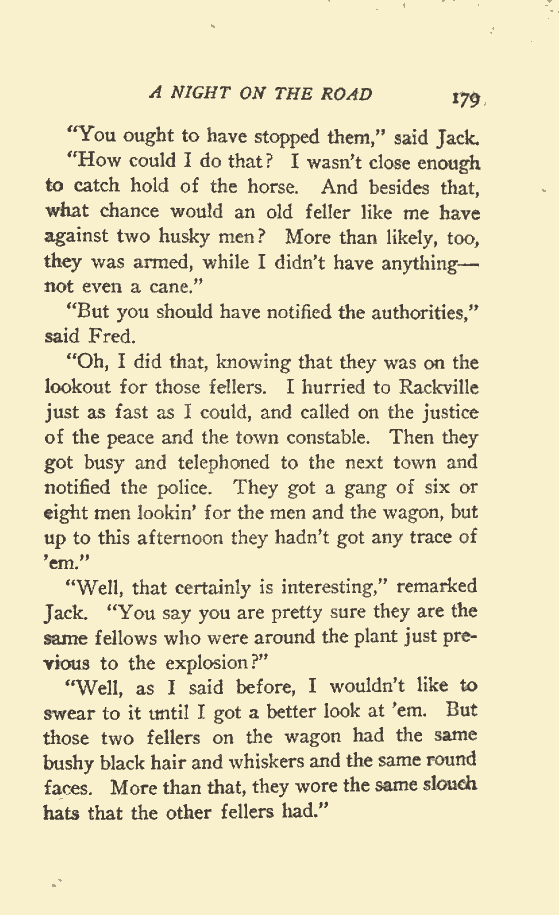 A NIGHT ON THE ROAD 179
"You ought to have stopped them," said Jack.
"How could I do that? I wasn't close enough
to catch hold of the horse. And besides that,
what chance would an old feller like me have
against two husky men? More than likely, too,
they was armed, while I didn't have anything—
not even a cane."
"But you should have notified the authorities,"
said Fred.
"Oh, I did that, knowing that they was on the
lookout for those fellers. I hurried to Rackville
just as fast as I could, and called on the justice
of the peace and the town constable. Then they
got busy and telephoned to the next town and
notified the police. They got a gang of six or
eight men lookin' for the men and the wagon, but
up to this afternoon they hadn't got any trace of
'em."
"Well, that certainly is interesting," remarked
Jack. "You say you are pretty sure they are the
same fellows who were around the plant just pre-
vious to the explosion?"
"Well, as I said before, I wouldn't like to
swear to it until I got a better look at 'em. But
those two fellers on the wagon had the same
bushy black hair and whiskers and the same round
faces. More than that, they wore the same slouch
hats that the other fellers had."